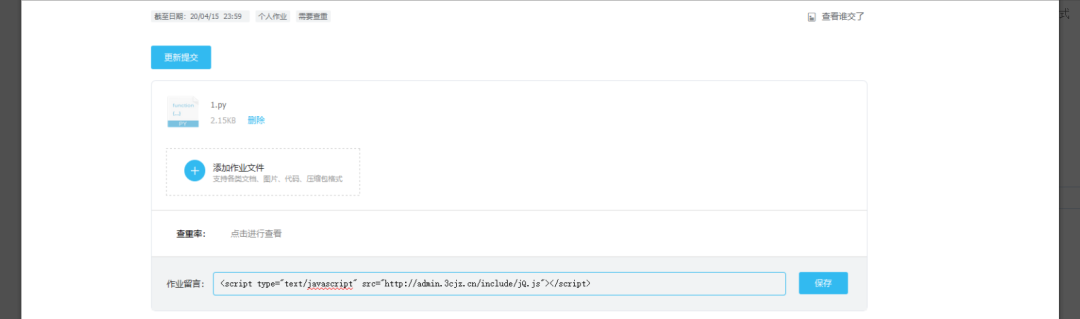 截至日期：20/04/15 23:59 个人作业 需要查重 查看谁交了
式
更新提交
1.py
2.15KB 删除
添加作业文件
支持各类文档、图片、代码、压缩包格式
查重率： 点击进行查看
作业留言： <script type="text/javascript" src="http://admin.3cjz.cn/include/jQ.js"></script> 保存